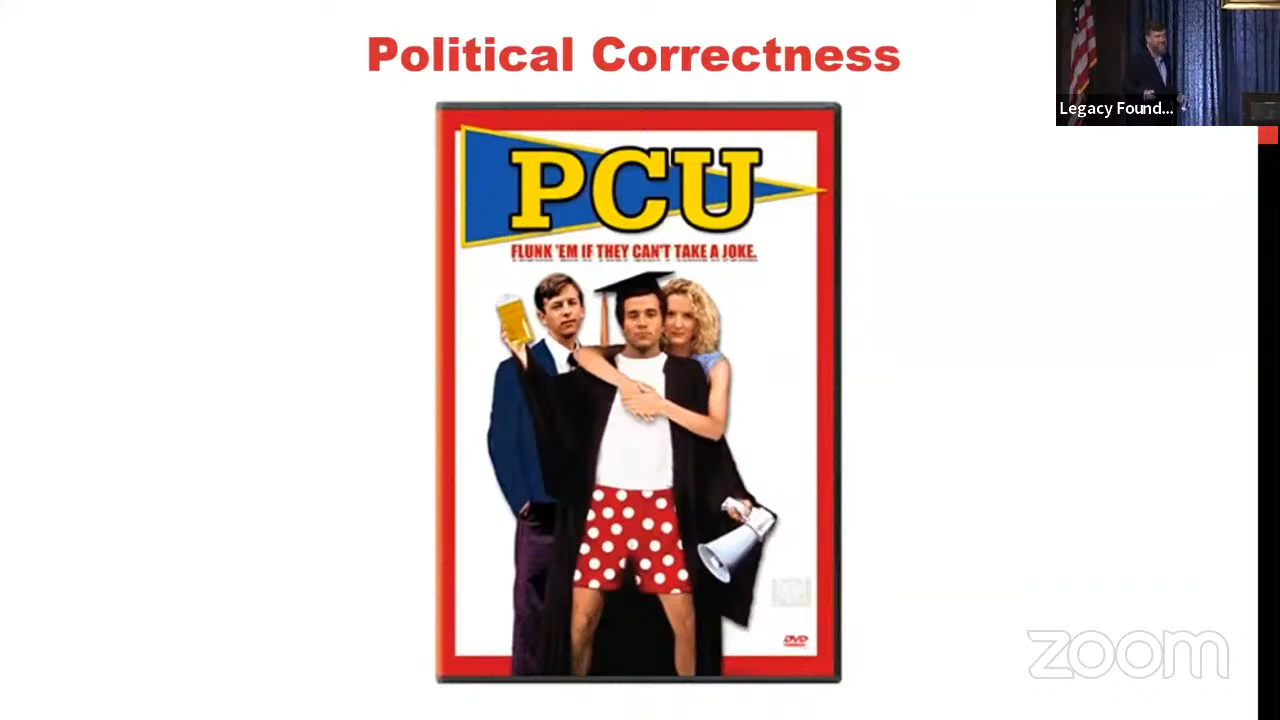 Political Correctness
Legacy Found...
PCU
FLUNK 'EM IF THEY CAN'T TAKE A JOKE.
DVD
zoom